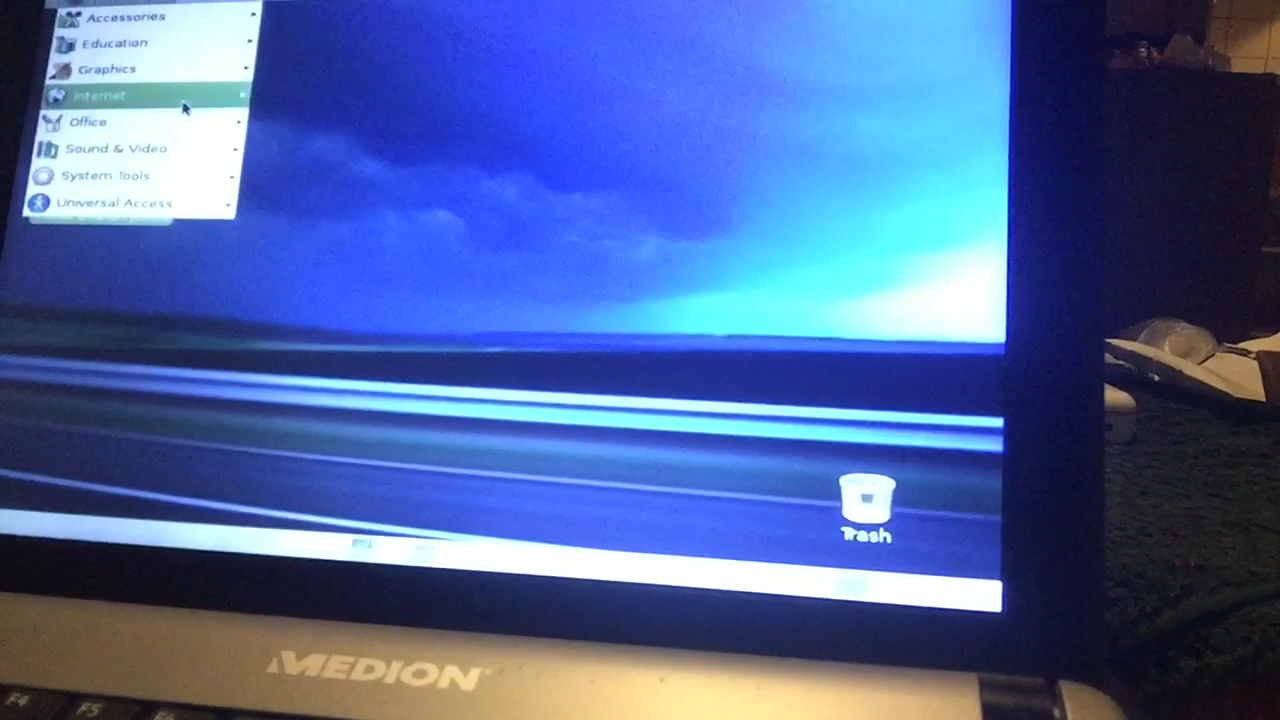 Accessories
Education
Graphics
Internet
Office
Sound & Video
System Tools
Universal Access
Trash
MEDION
F4
F5